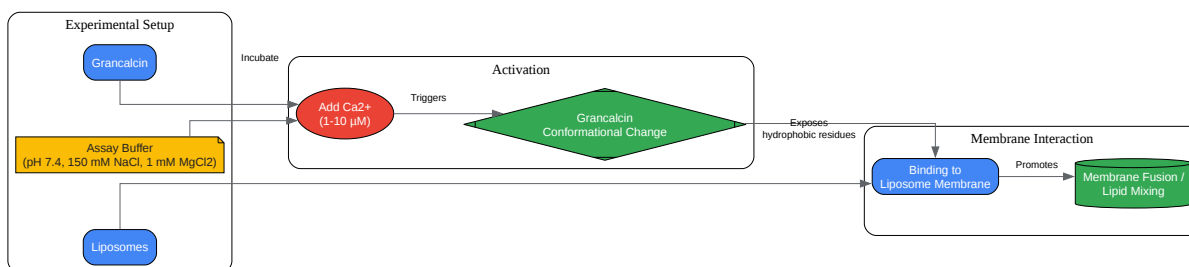 Experimental Setup
Grancalcin
Assay Buffer
(pH 7.4, 150 mM NaCl, 1 mM MgCl2)
Liposomes
Incubate
Activation
Add Ca2+
(1-10 μM)
Triggers
Grancalcin
Conformational Change
Exposes
hydrophobic residues
Membrane Interaction
Binding to
Liposome Membrane
Promotes
Membrane Fusion /
Lipid Mixing